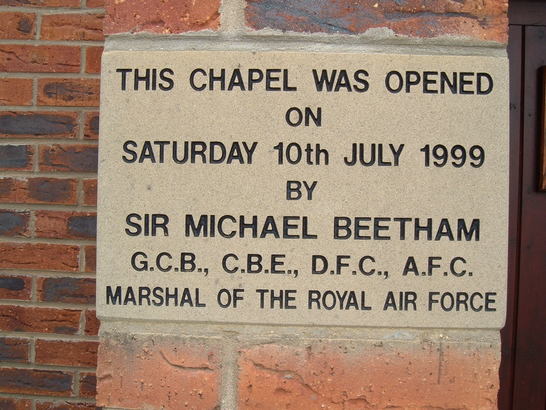 THIS CHAPEL WAS OPENED
ON
SATURDAY 10th JULY 1999
BY
SIR MICHAEL BEETHAM
G.C.B., C.B.E., D.F.C., A.F.C.
MARSHAL OF THE ROYAL AIR FORCE